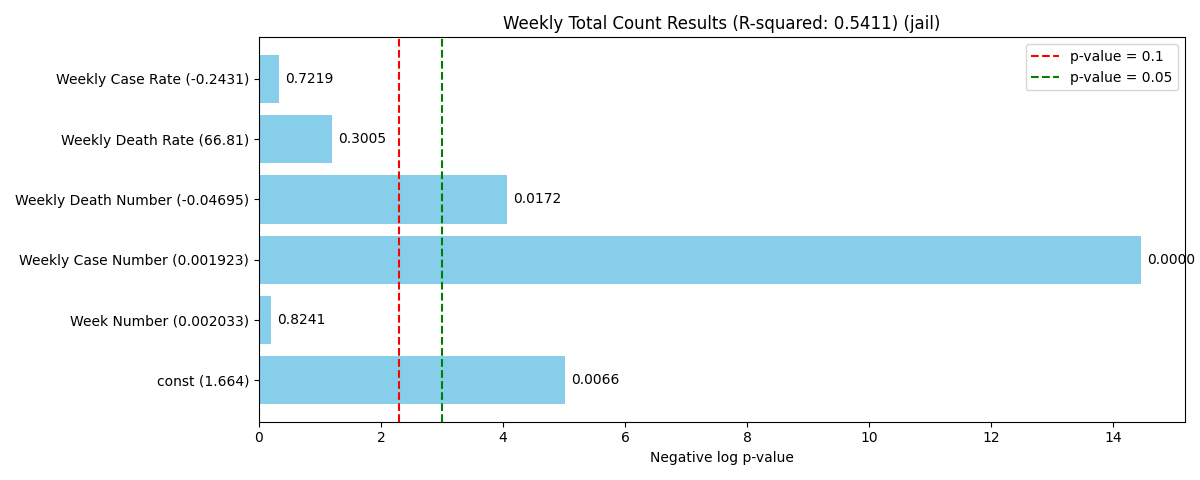 Weekly Total Count Results (R-squared: 0.5411) (jail)
p-value = 0.1
p-value = 0.05
Weekly Case Rate (-0.2431) 0.7219
Weekly Death Rate (66.81) 0.3005
Weekly Death Number (-0.04695) 0.0172
Weekly Case Number (0.001923) 0.0000
Week Number (0.002033) 0.8241
const (1.664) 0.0066
0 2 4 6 8 10 12 14
Negative log p-value